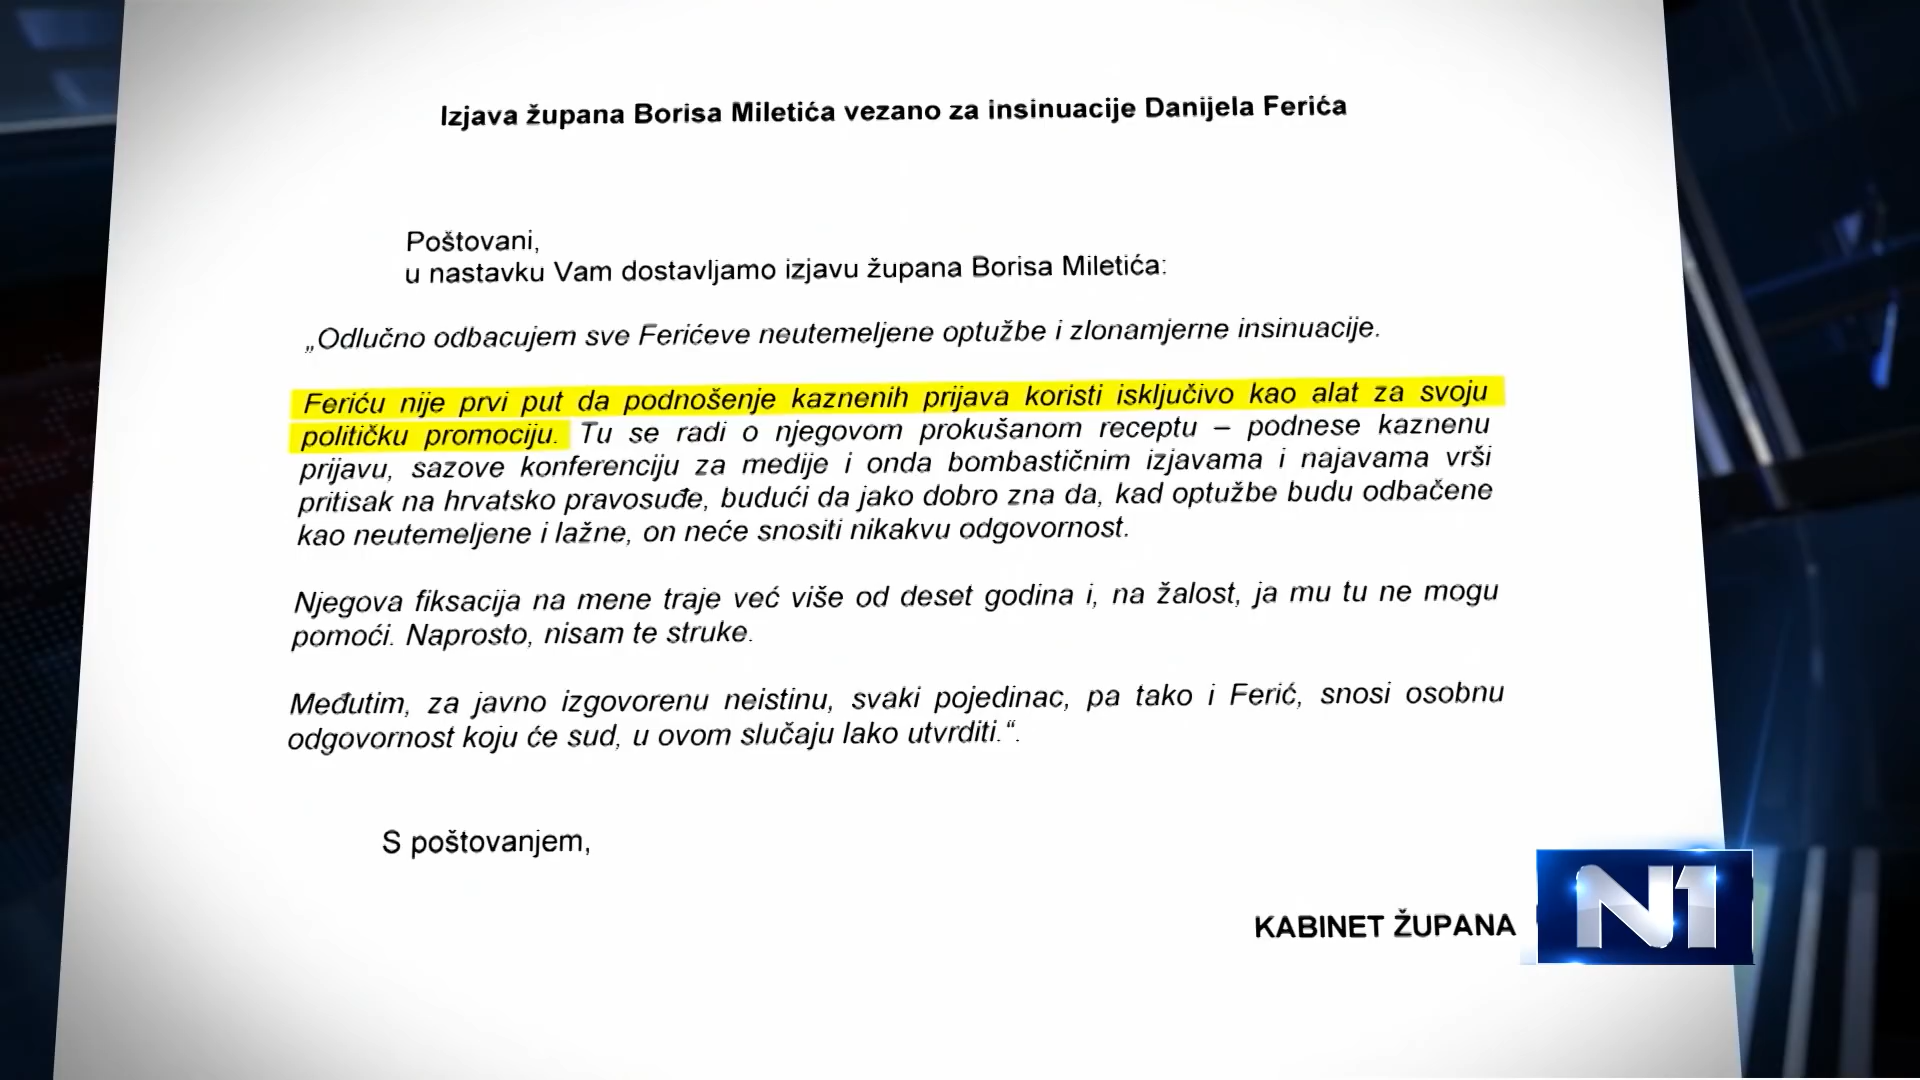 Izjava župana Borisa Miletića vezano za insinuacije Danijela Ferića
Poštovani,
u nastavku Vam dostavljamo izjavu župana Borisa Miletića:
„Odlučno odbacujem sve Ferićeve neutemeljene optužbe i zlonamjerne insinuacije.
Feriću nije prvi put da podnošenje kaznenih prijava koristi isključivo kao alat za svoju
političku promociju. Tu se radi o njegovom prokušanom receptu – podnese kaznenu
prijavu, sazove konferenciju za medije i onda bombastičnim izjavama i najavama vrši
pritisak na hrvatsko pravosuđe, budući da jako dobro zna da, kad optužbe budu odbačene
kao neutemeljene i lažne, on neće snositi nikakvu odgovornost.
Njegova fiksacija na mene traje već više od deset godina i, na žalost, ja mu tu ne mogu
pomoći. Naprosto, nisam te struke.
Međutim, za javno izgovorenu neistinu, svaki pojedinac, pa tako i Ferić, snosi osobnu
odgovornost koju će sud, u ovom slučaju lako utvrditi.“.
S poštovanjem,
KABINET ŽUPANA
N1